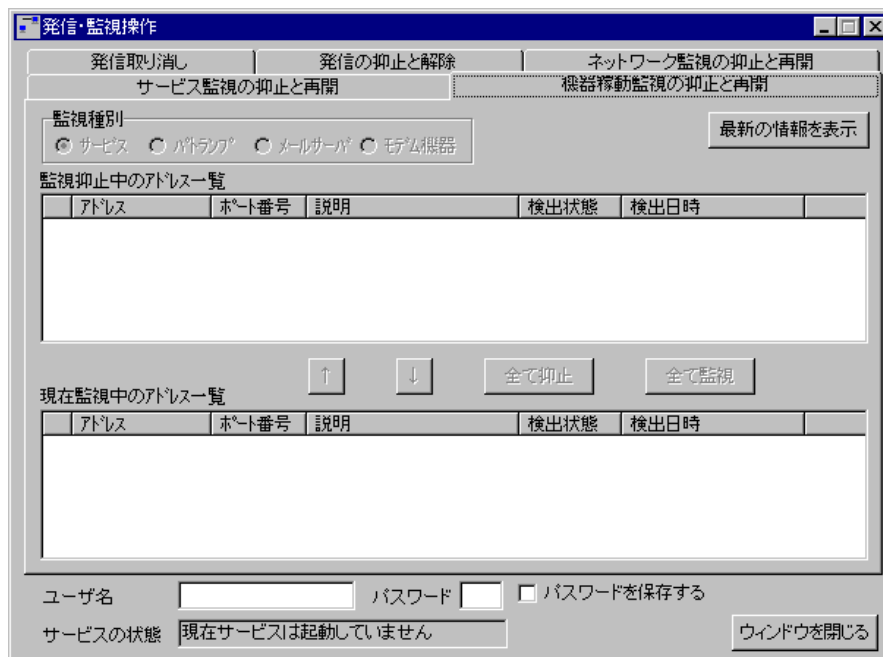 発信・監視操作
発信取り消し 発信の抑止と解除 ネットワーク監視の抑止と再開
サービス監視の抑止と再開 機器稼動監視の抑止と再開
監視種別
ｻｰﾋﾞｽ ﾊﾟﾄﾗﾝﾌﾟ ﾒｰﾙｻｰﾊﾞ ﾓﾃﾞﾑ機器
最新の情報を表示
監視抑止中のｱﾄﾞﾚｽ一覧
ｱﾄﾞﾚｽ ﾎﾟｰﾄ番号 説明 検出状態 検出日時
↑ ↓ 全て抑止 全て監視
現在監視中のｱﾄﾞﾚｽ一覧
ｱﾄﾞﾚｽ ﾎﾟｰﾄ番号 説明 検出状態 検出日時
ユーザ名 パスワード パスワードを保存する
サービスの状態 現在サービスは起動していません ウィンドウを閉じる